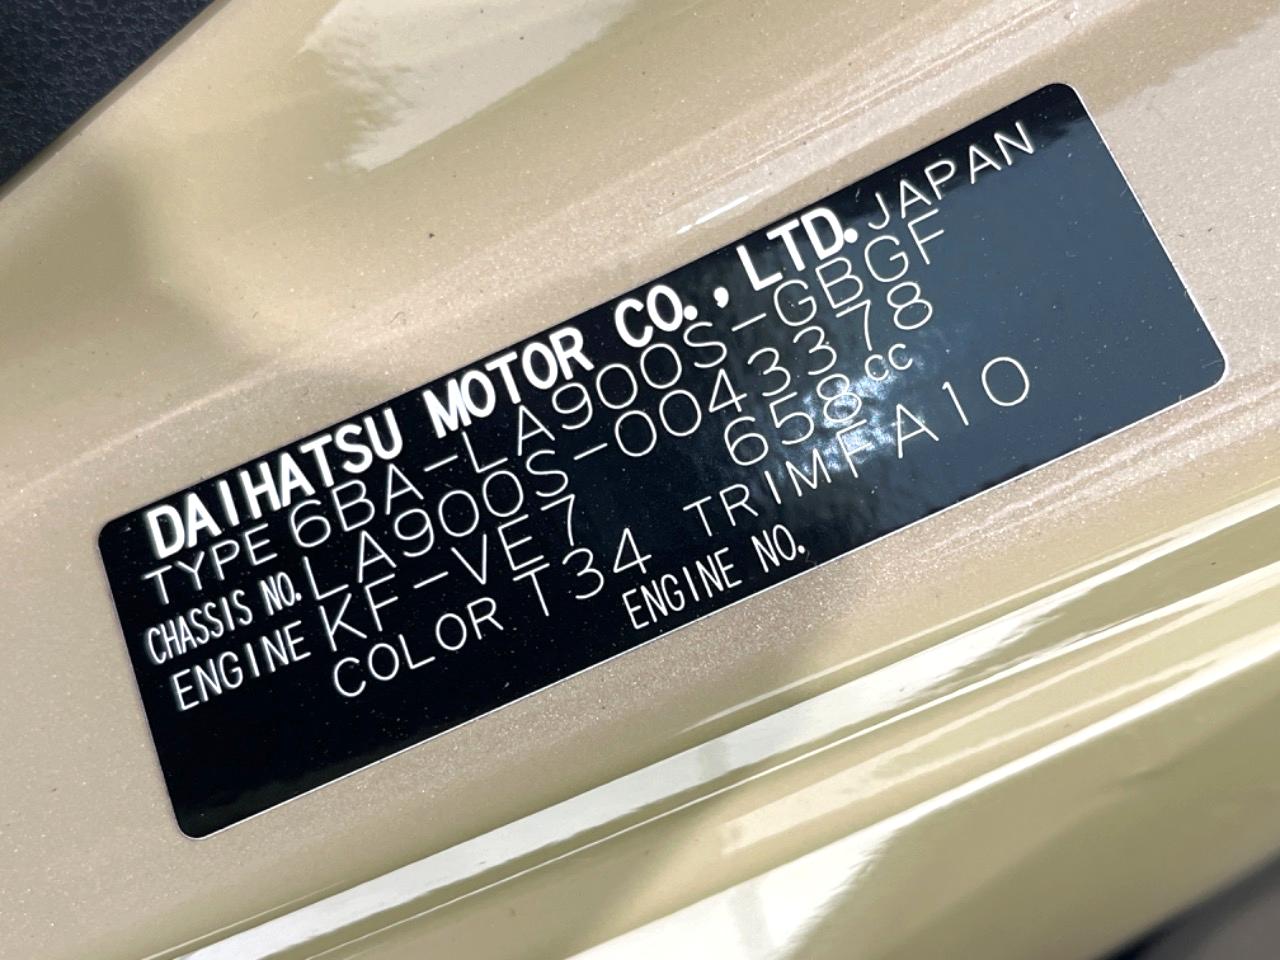 DAIHATSU MOTOR CO., LTD. JAPAN
TYPE 6BA-LA900S-GBGF
CHASSIS NO. LA900S-0043378
ENGINE KF-VE7 658cc
COLOR T34 TRIM FA10
ENGINE NO.